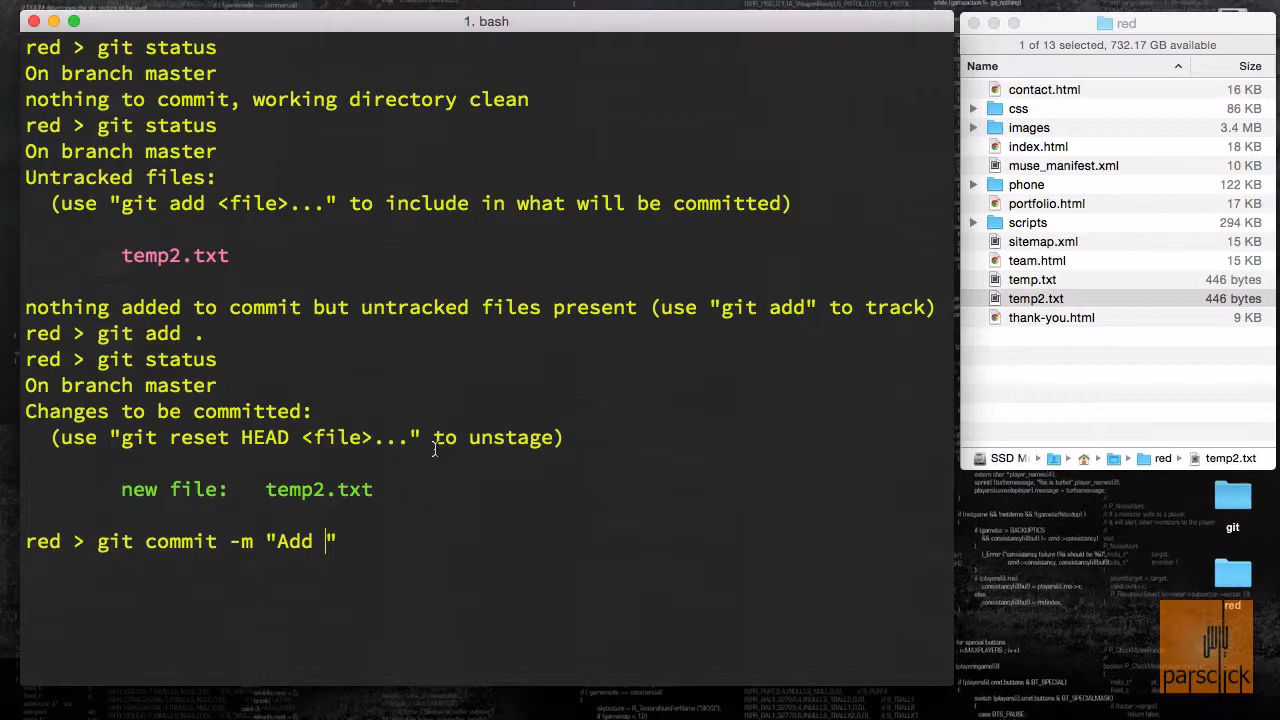 1. bash
red > git status
On branch master
nothing to commit, working directory clean
red > git status
On branch master
Untracked files:
(use "git add <file>..." to include in what will be committed)
temp2.txt
nothing added to commit but untracked files present (use "git add" to track)
red > git add .
red > git status
On branch master
Changes to be committed:
(use "git reset HEAD <file>..." to unstage)
new file: temp2.txt
red > git commit -m "Add "
red
1 of 13 selected, 732.17 GB available
Name Size
contact.html 16 KB
css 86 KB
images 3.4 MB
index.html 18 KB
muse_manifest.xml 10 KB
phone 122 KB
portfolio.html 17 KB
scripts 294 KB
sitemap.xml 15 KB
team.html 15 KB
temp.txt 446 bytes
temp2.txt 446 bytes
thank-you.html 9 KB
SSD M red temp2.txt
git
red
parsclick